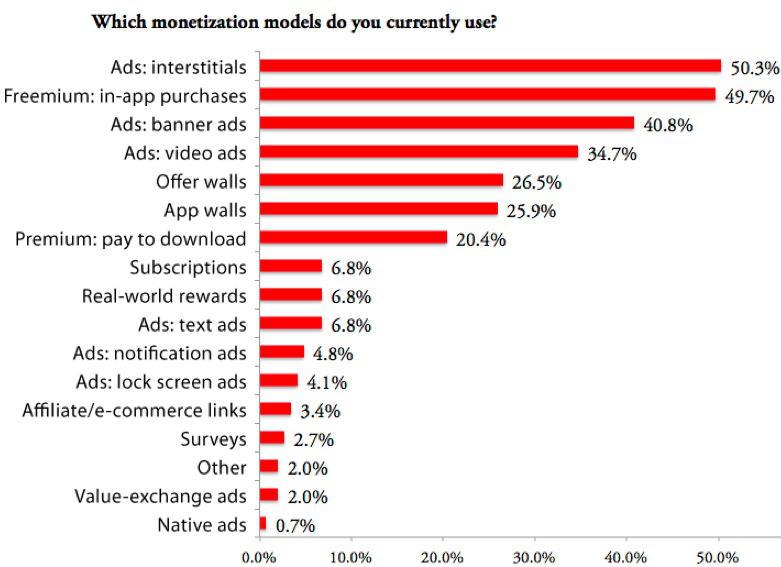 Which monetization models do you currently use?
Ads: interstitials 50.3%
Freemium: in-app purchases 49.7%
Ads: banner ads 40.8%
Ads: video ads 34.7%
Offer walls 26.5%
App walls 25.9%
Premium: pay to download 20.4%
Subscriptions 6.8%
Real-world rewards 6.8%
Ads: text ads 6.8%
Ads: notification ads 4.8%
Ads: lock screen ads 4.1%
Affiliate/e-commerce links 3.4%
Surveys 2.7%
Other 2.0%
Value-exchange ads 2.0%
Native ads 0.7%
0.0% 10.0% 20.0% 30.0% 40.0% 50.0%